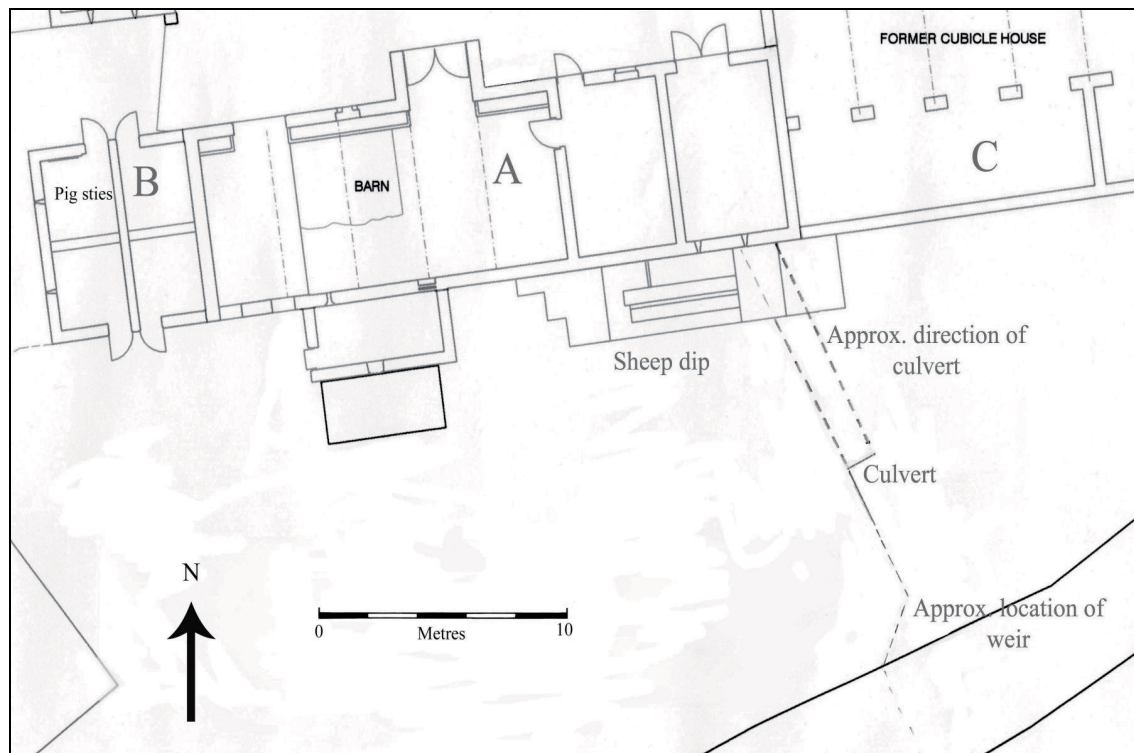 FORMER CUBICLE HOUSE
C
A
B
Pig sties
BARN
Approx. direction of
culvert
Sheep dip
Culvert
N
0
Metres
10
Approx. location of
weir